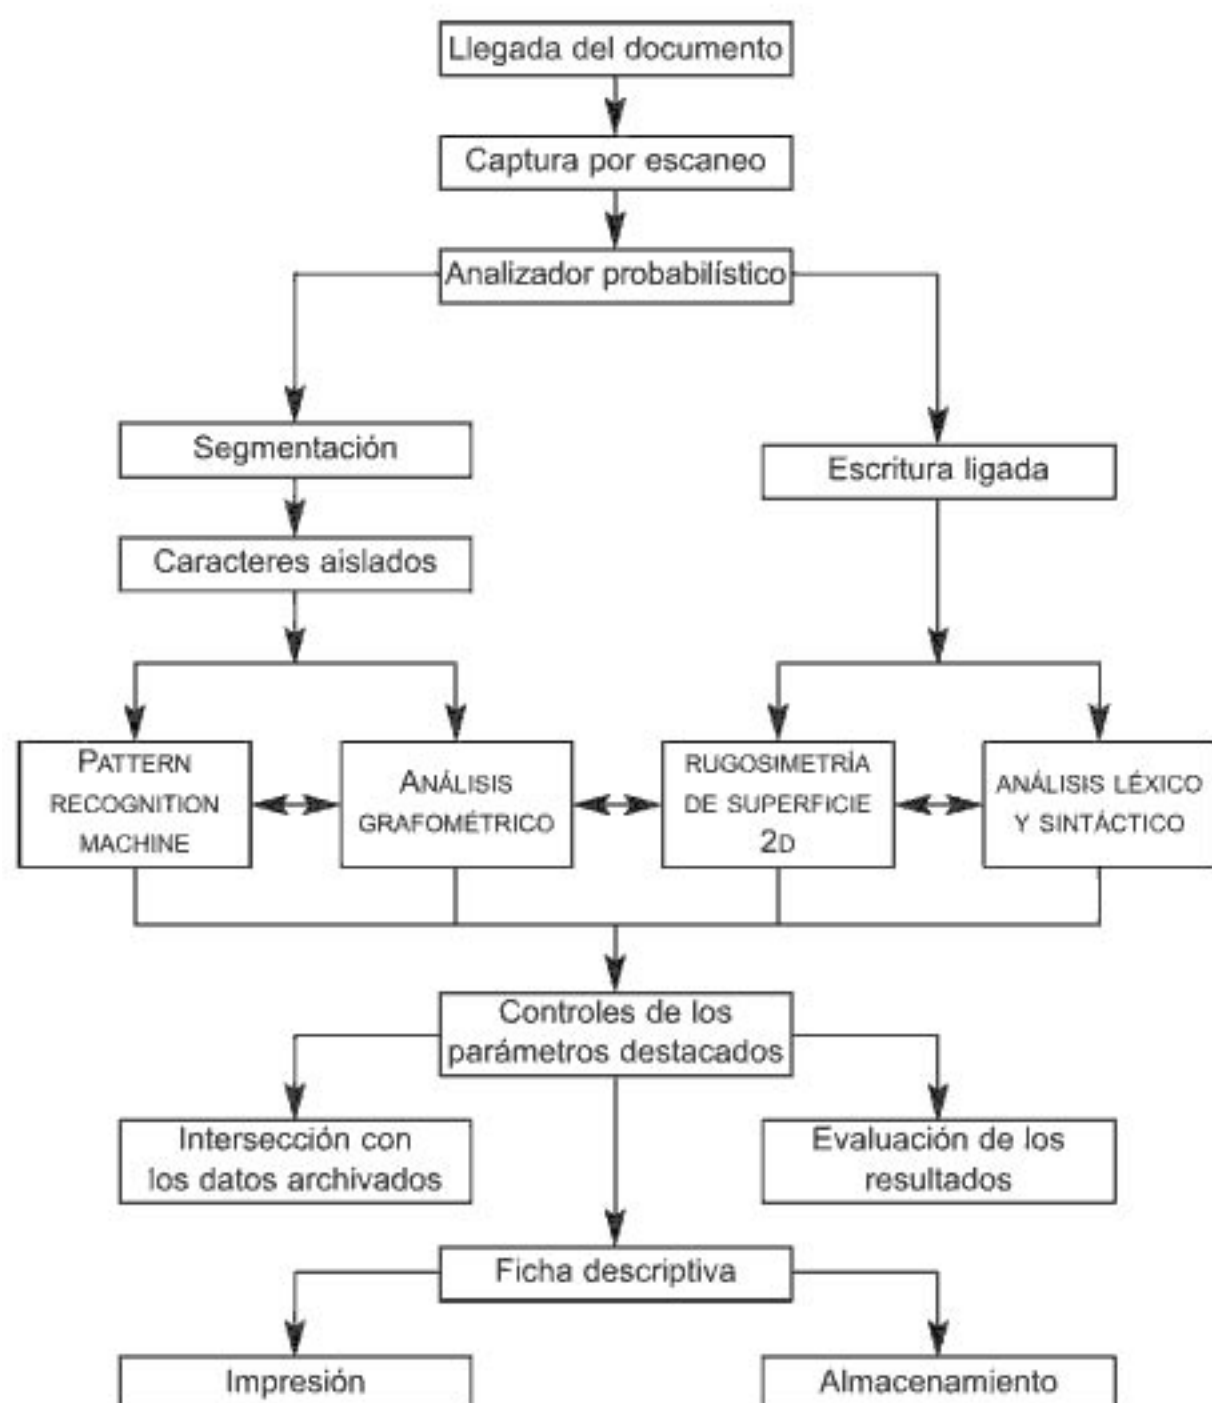 Llegada del documento
Captura por escaneo
Analizador probabilístico
Segmentación
Escritura ligada
Caracteres aislados
PATTERN
RECOGNITION
MACHINE
ANÁLISIS
GRAFOMÉTRICO
RUGOSIMETRÍA
DE SUPERFICIE
2D
ANÁLISIS LÉXICO
Y SINTÁCTICO
Controles de los
parámetros destacados
Intersección con
los datos archivados
Evaluación de los
resultados
Ficha descriptiva
Impresión
Almacenamiento